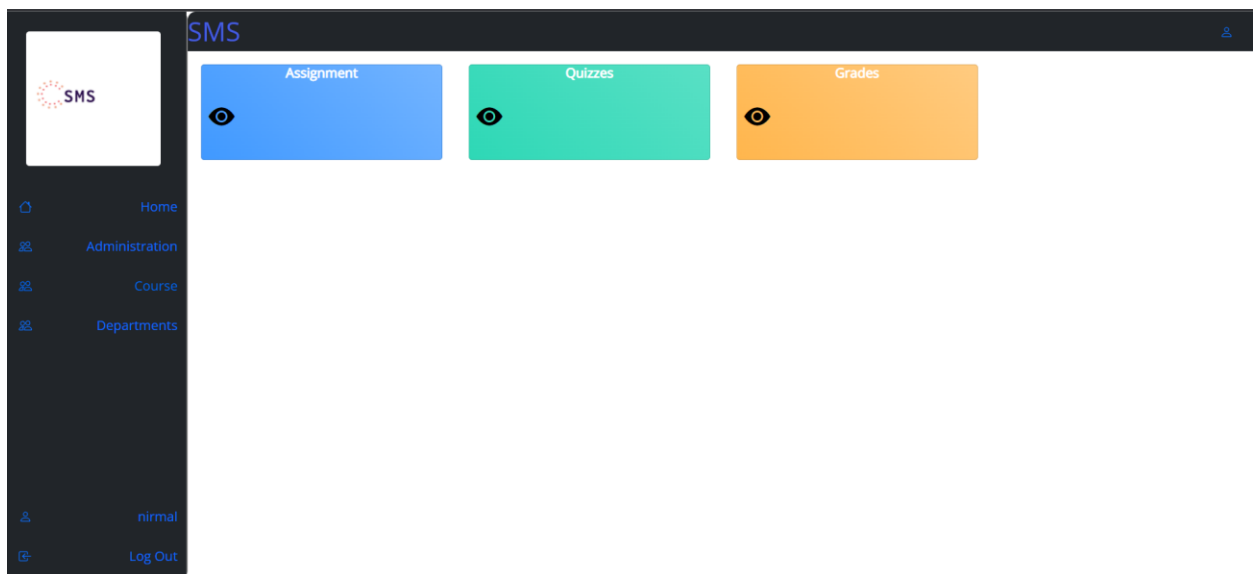 SMS
SMS
Home
Administration
Course
Departments
nirmal
Log Out
Assignment
Quizzes
Grades